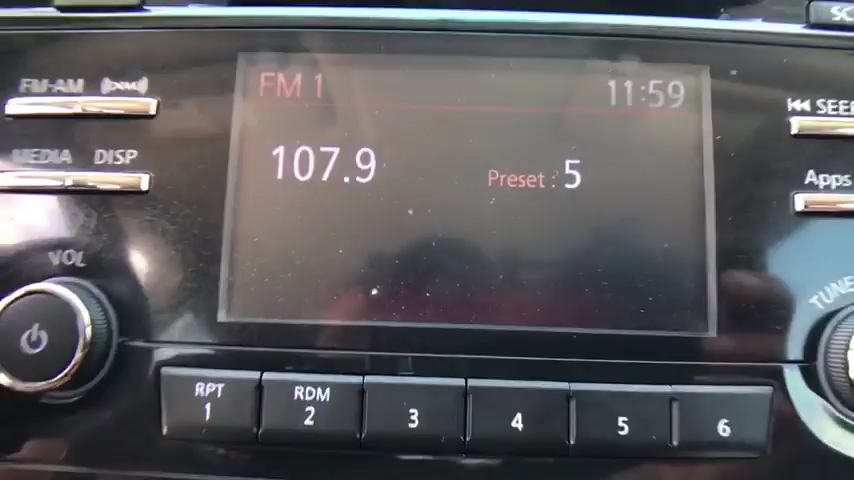 SC
FM-AM
FM 1
11:59
SEEK
MEDIA DISP
107.9
Preset : 5
Apps
VOL
TUNE
RPT RDM
1 2 3 4 5 6